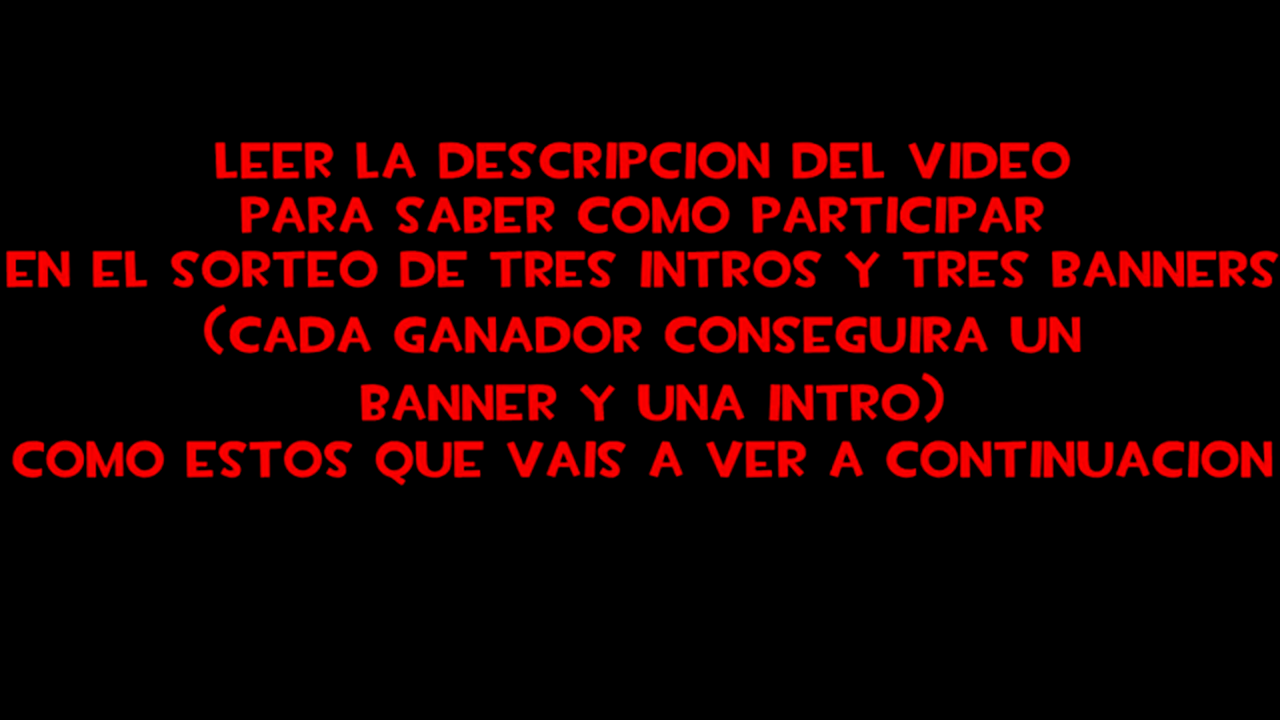 LEER LA DESCRIPCION DEL VIDEO
PARA SABER COMO PARTICIPAR
EN EL SORTEO DE TRES INTROS Y TRES BANNERS
(CADA GANADOR CONSEGUIRA UN
BANNER Y UNA INTRO)
COMO ESTOS QUE VAIS A VER A CONTINUACION